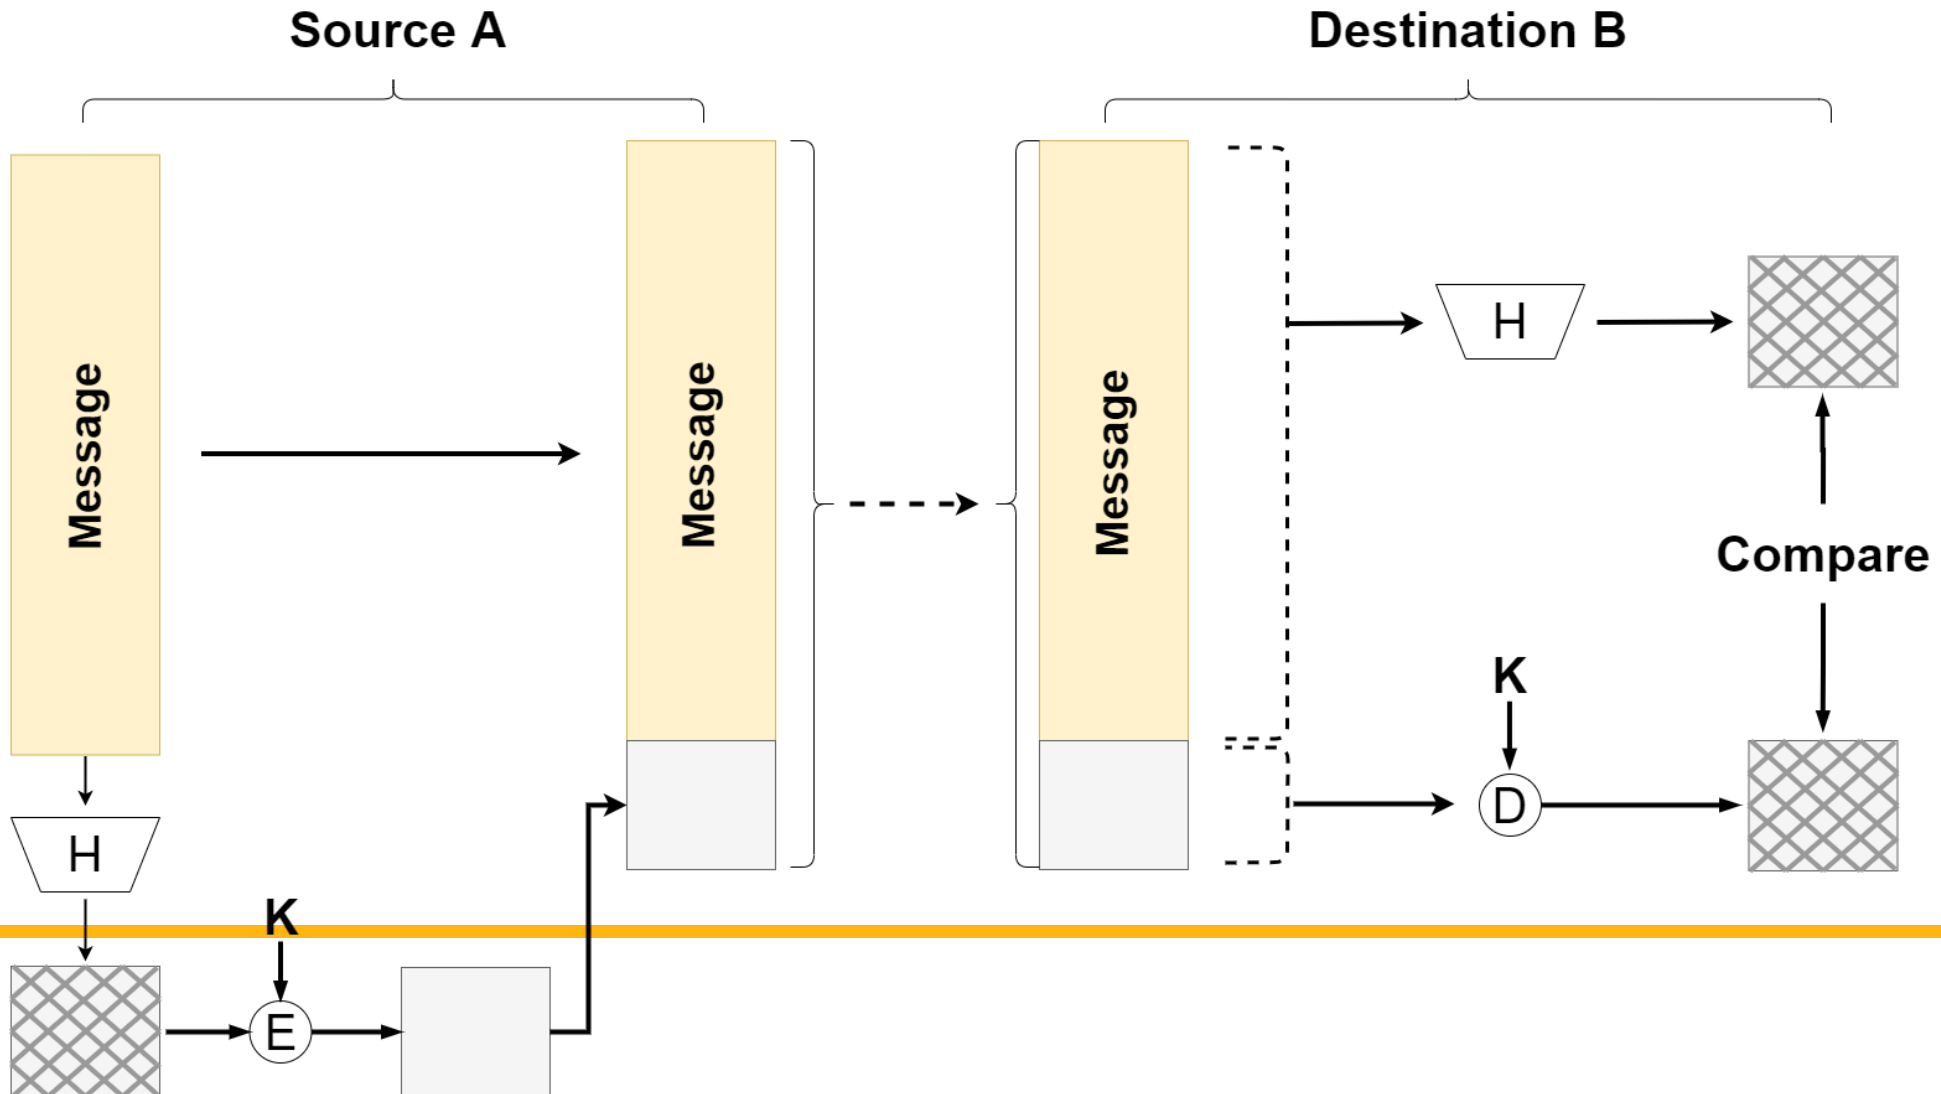 Source A
Destination B
Message
Message
Message
H
Compare
K
D
H
K
E